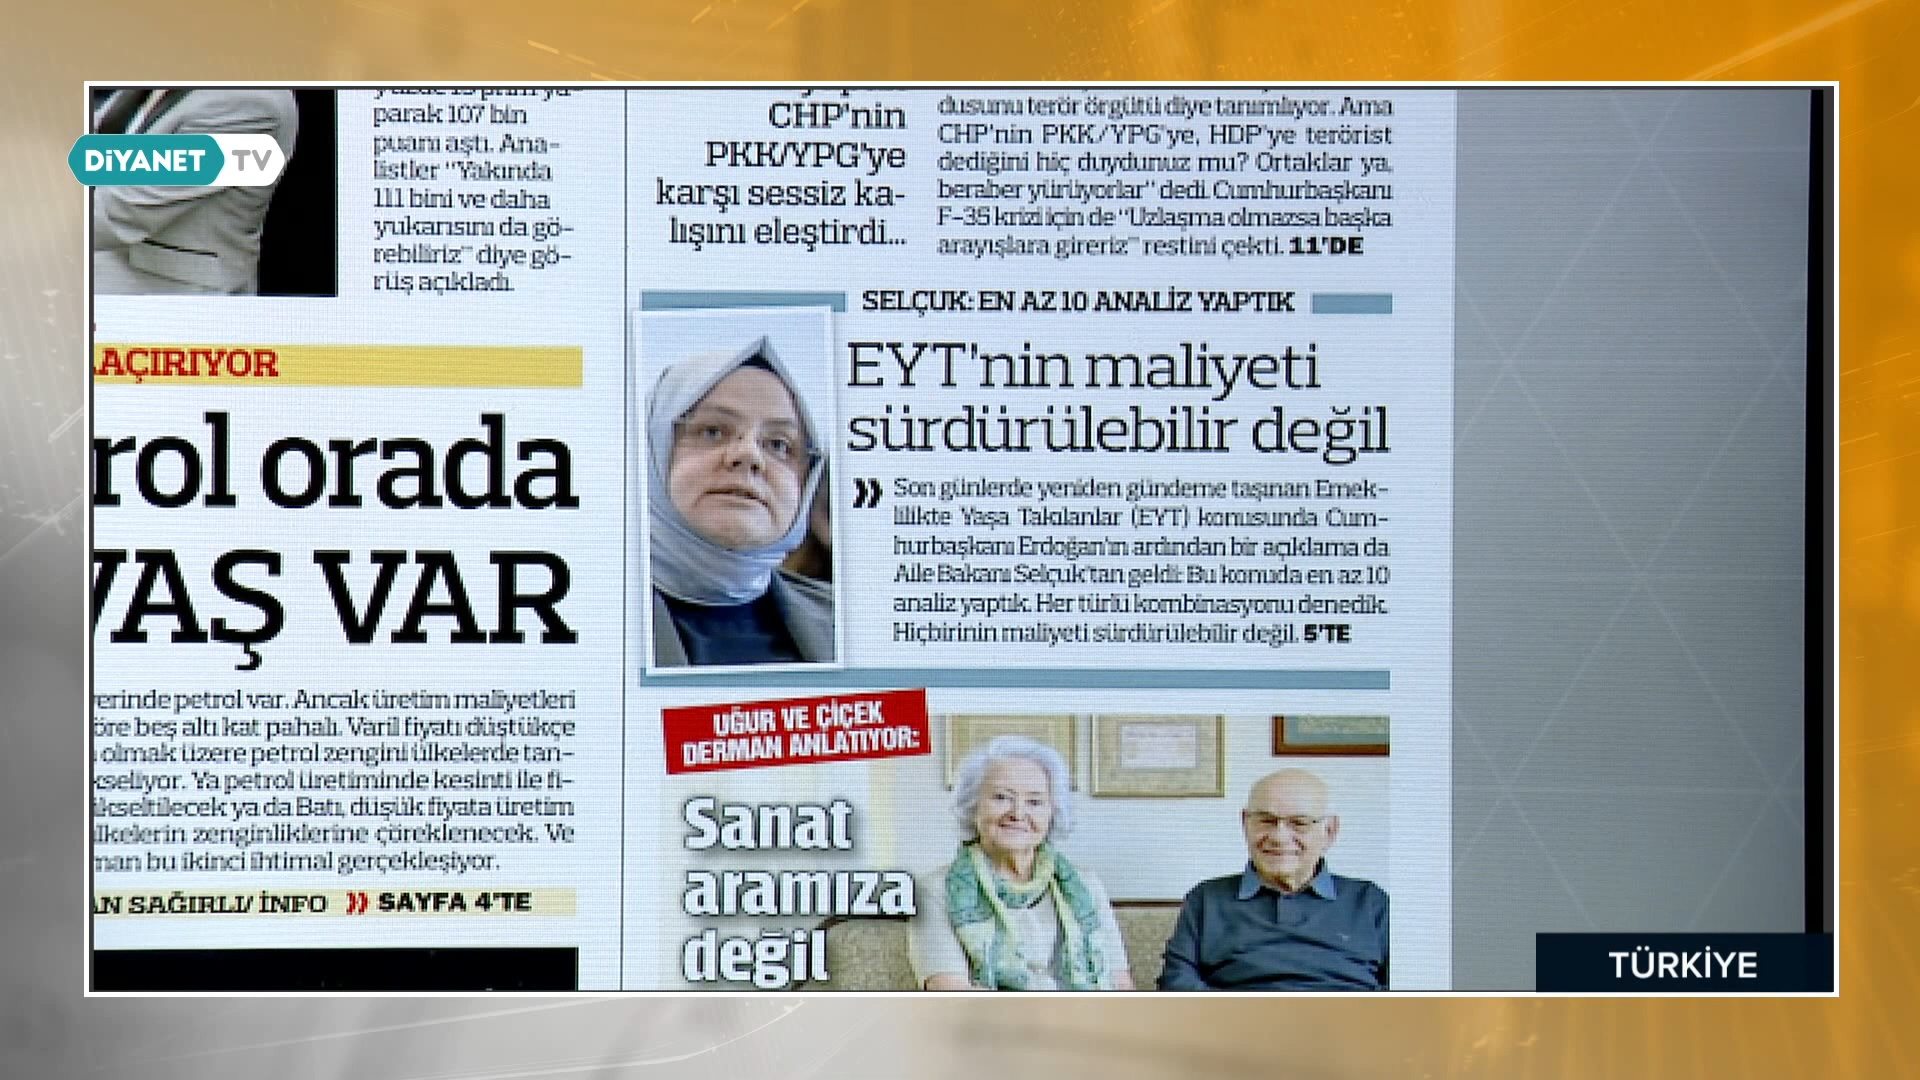 DİYANET TV
parak 107 bin
puanı aştı. Ana-
listler "Yakında
111 bini ve daha
yukarısını da gö-
rebiliriz" diye gö-
rüş açıkladı.
AÇIRIYOR
rol orada
VAŞ VAR
yerinde petrol var. Ancak üretim maliyetleri
öre beş altı kat pahalı. Varil fiyatı düştükçe
olmak üzere petrol zengini ülkelerde tan-
kseliyor. Ya petrol üretiminde kesinti ile fi-
ükseltilecek ya da Batı, düşük fiyata üretim
ülkelerin zenginliklerine çöreklenecek. Ve
man bu ikinci ihtimal gerçekleşiyor.
AN SAĞIRLI/ İNFO » SAYFA 4'TE
CHP'nin
PKK/YPG'ye
karşı sessiz ka-
lışını eleştirdi...
dusunu terör örgütü diye tanımlıyor. Ama
CHP'nin PKK/YPG'ye, HDP'ye terörist
dediğini hiç duydunuz mu? Ortaklar ya,
beraber yürüyorlar" dedi. Cumhurbaşkanı
F-35 krizi için de "Uzlaşma olmazsa başka
arayışlara gireriz" restini çekti. 11'DE
SELÇUK: EN AZ 10 ANALİZ YAPTIK
EYT'nin maliyeti
sürdürülebilir değil
» Son günlerde yeniden gündeme taşınan Emek-
lilikte Yaşa Takılanlar (EYT) konusunda Cum-
hurbaşkanı Erdoğan'ın ardından bir açıklama da
Aile Bakanı Selçuk'tan geldi: Bu konuda en az 10
analiz yaptık. Her türlü kombinasyonu denedik.
Hiçbirinin maliyeti sürdürülebilir değil. 5'TE
UĞUR VE ÇİÇEK
DERMAN ANLATIYOR:
Sanat
aramıza
değil
TÜRKİYE